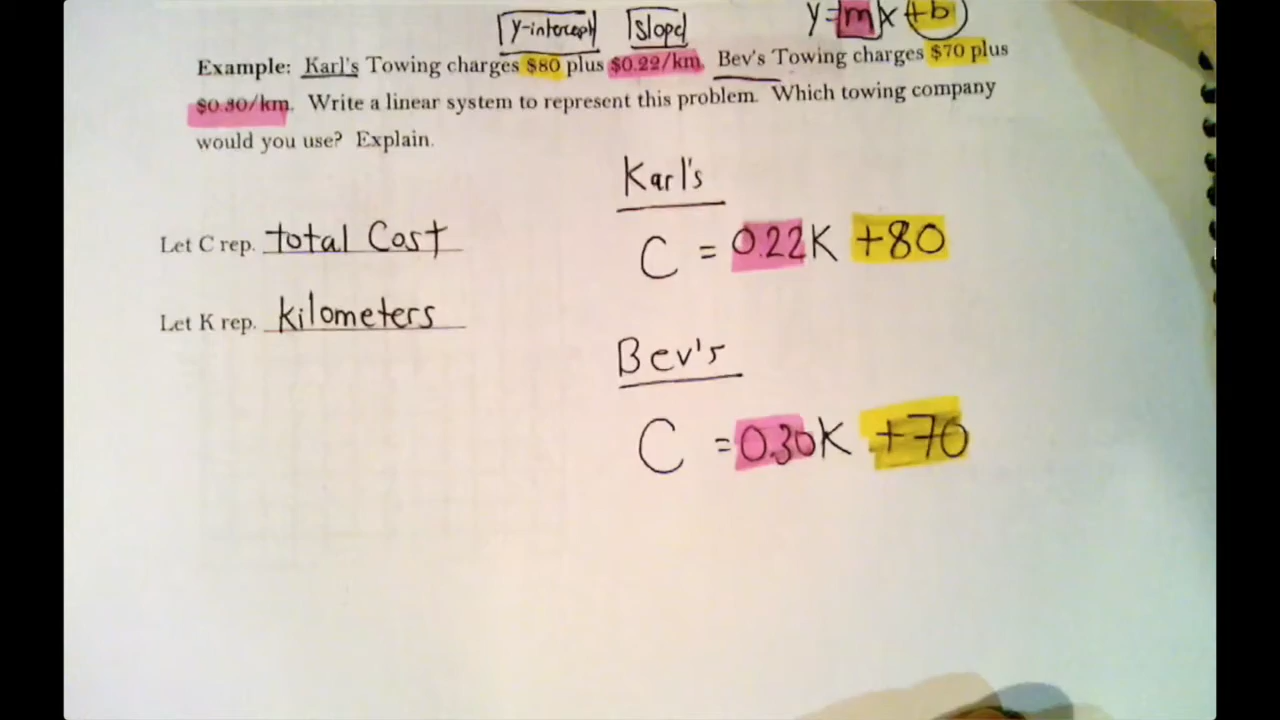 y-intercept slope y=mx+b
Example: Karl's Towing charges $80 plus $0.22/km. Bev's Towing charges $70 plus
$0.30/km. Write a linear system to represent this problem. Which towing company
would you use? Explain.
Karl's
Let C rep. total Cost
C = 0.22K +80
Let K rep. kilometers
Bev's
C = 0.30K +70